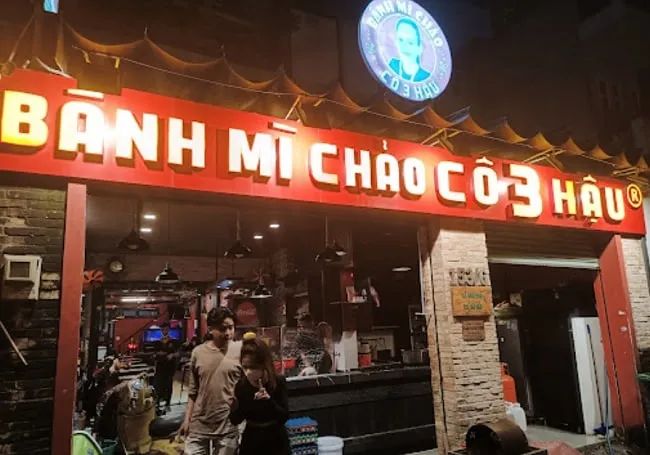 BÁNH MÌ CHẢO
CÔ 3 HẬU
BÁNH MÌ CHẢO CÔ 3 HẬU ®